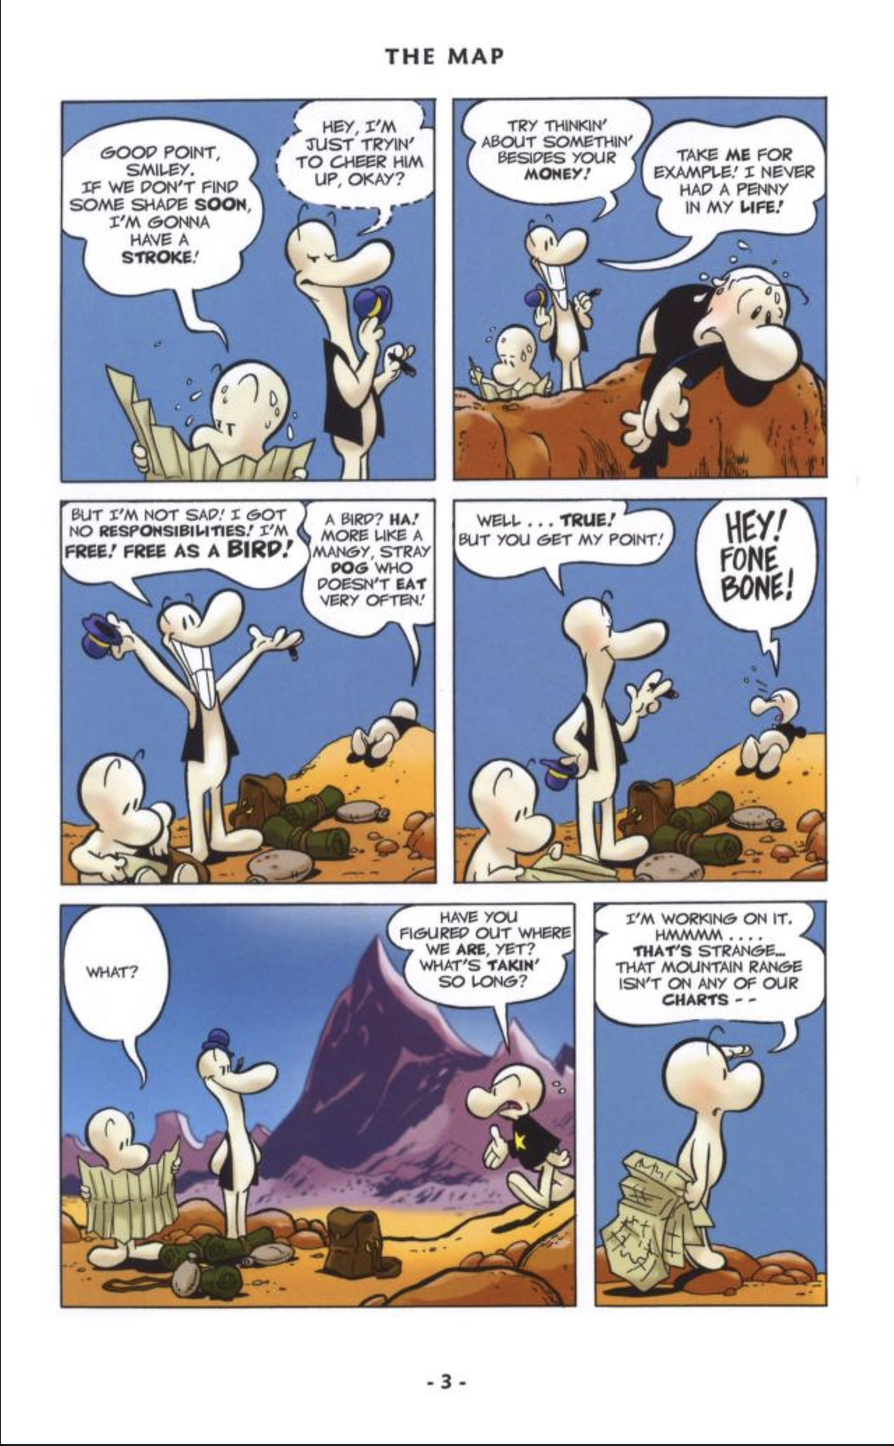 THE MAP
GOOD POINT,
SMILEY.
IF WE DON'T FIND
SOME SHADE SOON,
I'M GONNA
HAVE A
STROKE!
HEY, I'M
JUST TRYIN'
TO CHEER HIM
UP, OKAY?
TRY THINKIN'
ABOUT SOMETHIN'
BESIDES YOUR
MONEY!
TAKE ME FOR
EXAMPLE! I NEVER
HAD A PENNY
IN MY LIFE!
BUT I'M NOT SAD! I GOT
NO RESPONSIBILITIES! I'M
FREE! FREE AS A BIRD!
A BIRD? HA!
MORE LIKE A
MANGY, STRAY
DOG WHO
DOESN'T EAT
VERY OFTEN!
WELL . . . TRUE!
BUT YOU GET MY POINT!
HEY!
FONE
BONE!
WHAT?
HAVE YOU
FIGURED OUT WHERE
WE ARE, YET?
WHAT'S TAKIN'
SO LONG?
I'M WORKING ON IT.
HMMMM . . . .
THAT'S STRANGE...
THAT MOUNTAIN RANGE
ISN'T ON ANY OF OUR
CHARTS - -
- 3 -